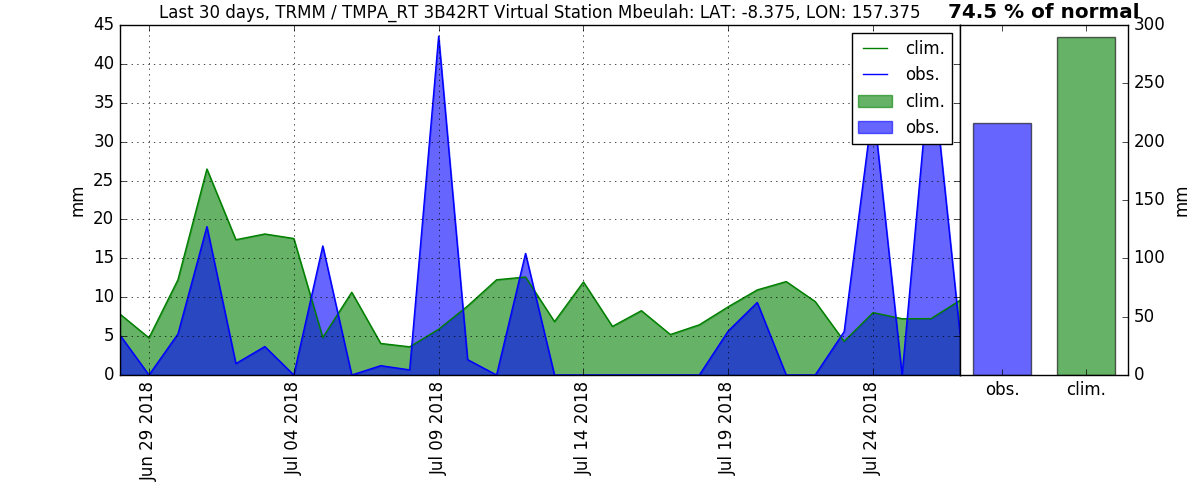 Last 30 days, TRMM / TMPA_RT 3B42RT Virtual Station Mbeulah: LAT: -8.375, LON: 157.375
74.5 % of normal
mm
45
40
35
30
25
20
15
10
5
0
clim.
obs.
clim.
obs.
Jun 29 2018
Jul 04 2018
Jul 09 2018
Jul 14 2018
Jul 19 2018
Jul 24 2018
300
250
200
150
100
50
0
mm
obs.
clim.